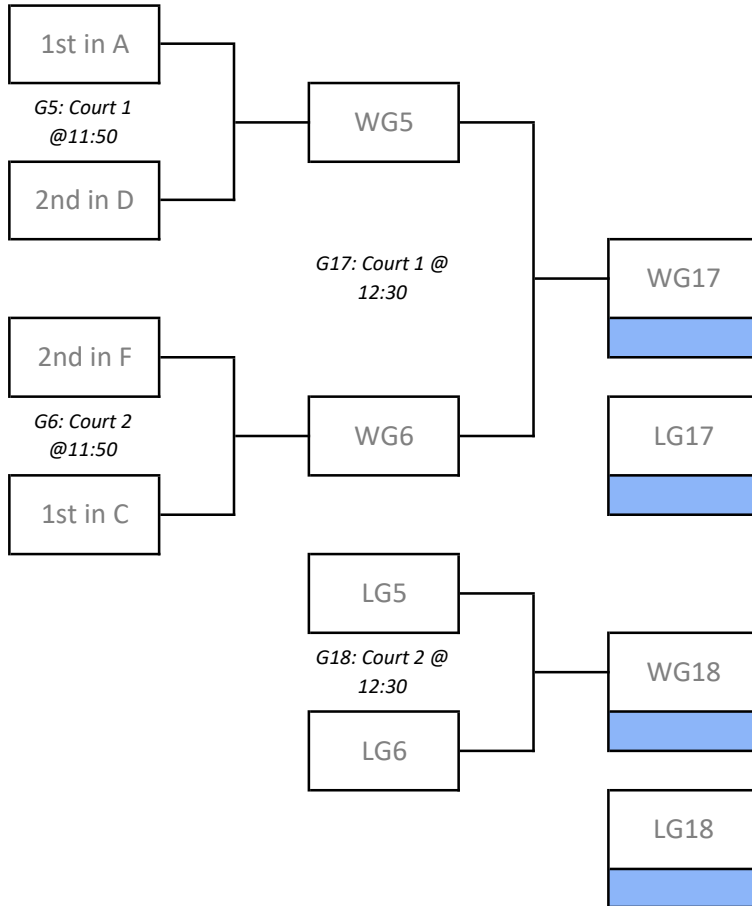 1st in A
G5: Court 1
@11:50
WG5
2nd in D
G17: Court 1 @
12:30
WG17
2nd in F
G6: Court 2
@11:50
WG6
LG17
1st in C
LG5
G18: Court 2 @
12:30
WG18
LG6
LG18